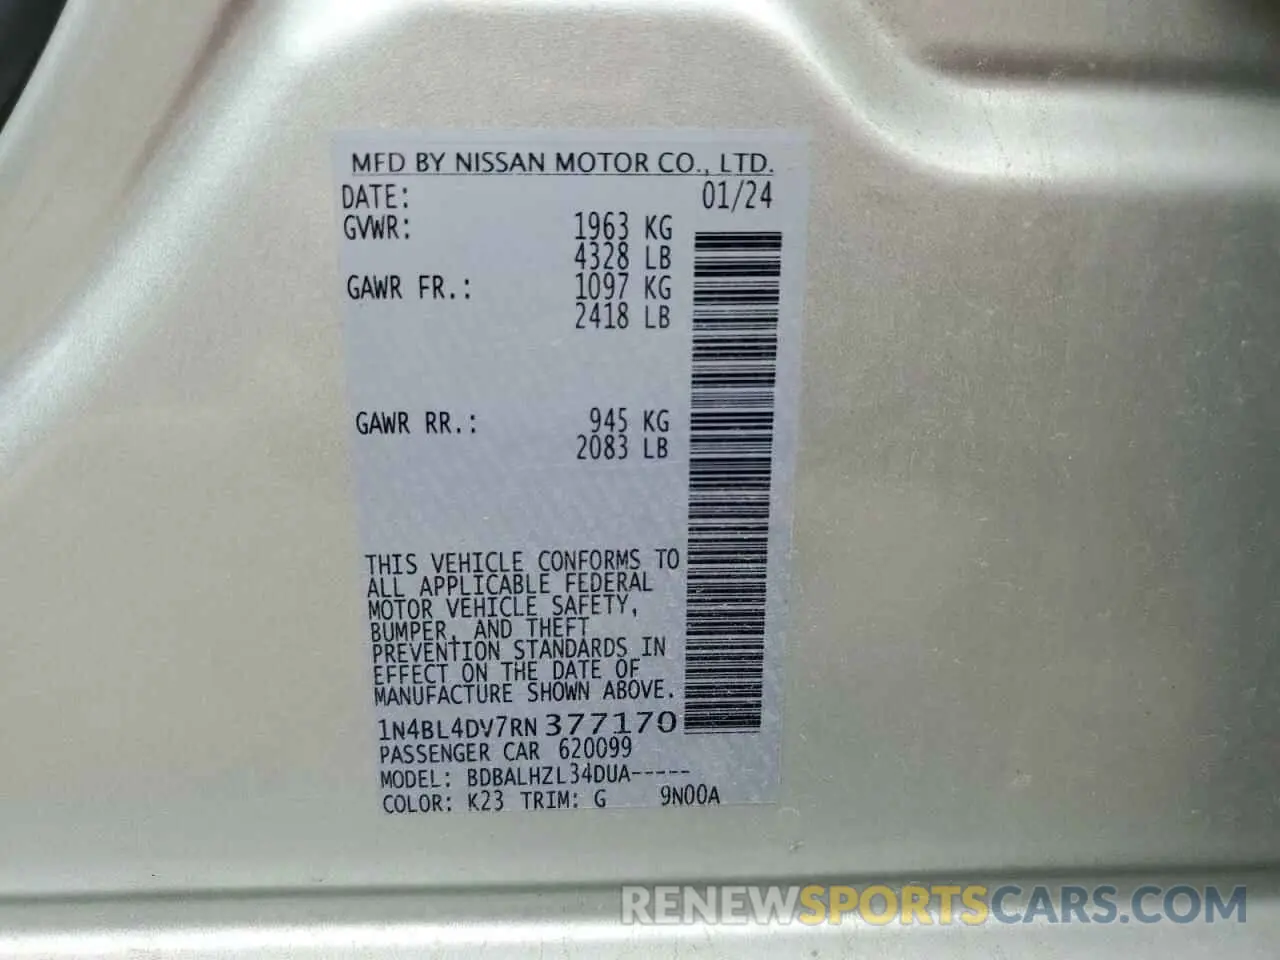 MFD BY NISSAN MOTOR CO., LTD.
DATE: 01/24
GVWR: 1963 KG
4328 LB
GAWR FR.: 1097 KG
2418 LB
GAWR RR.: 945 KG
2083 LB
THIS VEHICLE CONFORMS TO
ALL APPLICABLE FEDERAL
MOTOR VEHICLE SAFETY,
BUMPER, AND THEFT
PREVENTION STANDARDS IN
EFFECT ON THE DATE OF
MANUFACTURE SHOWN ABOVE.
1N4BL4DV7RN377170
PASSENGER CAR 620099
MODEL: BDBALHZL34DUA-----
COLOR: K23 TRIM: G 9N00A
RENEWSPORTSCARS.COM